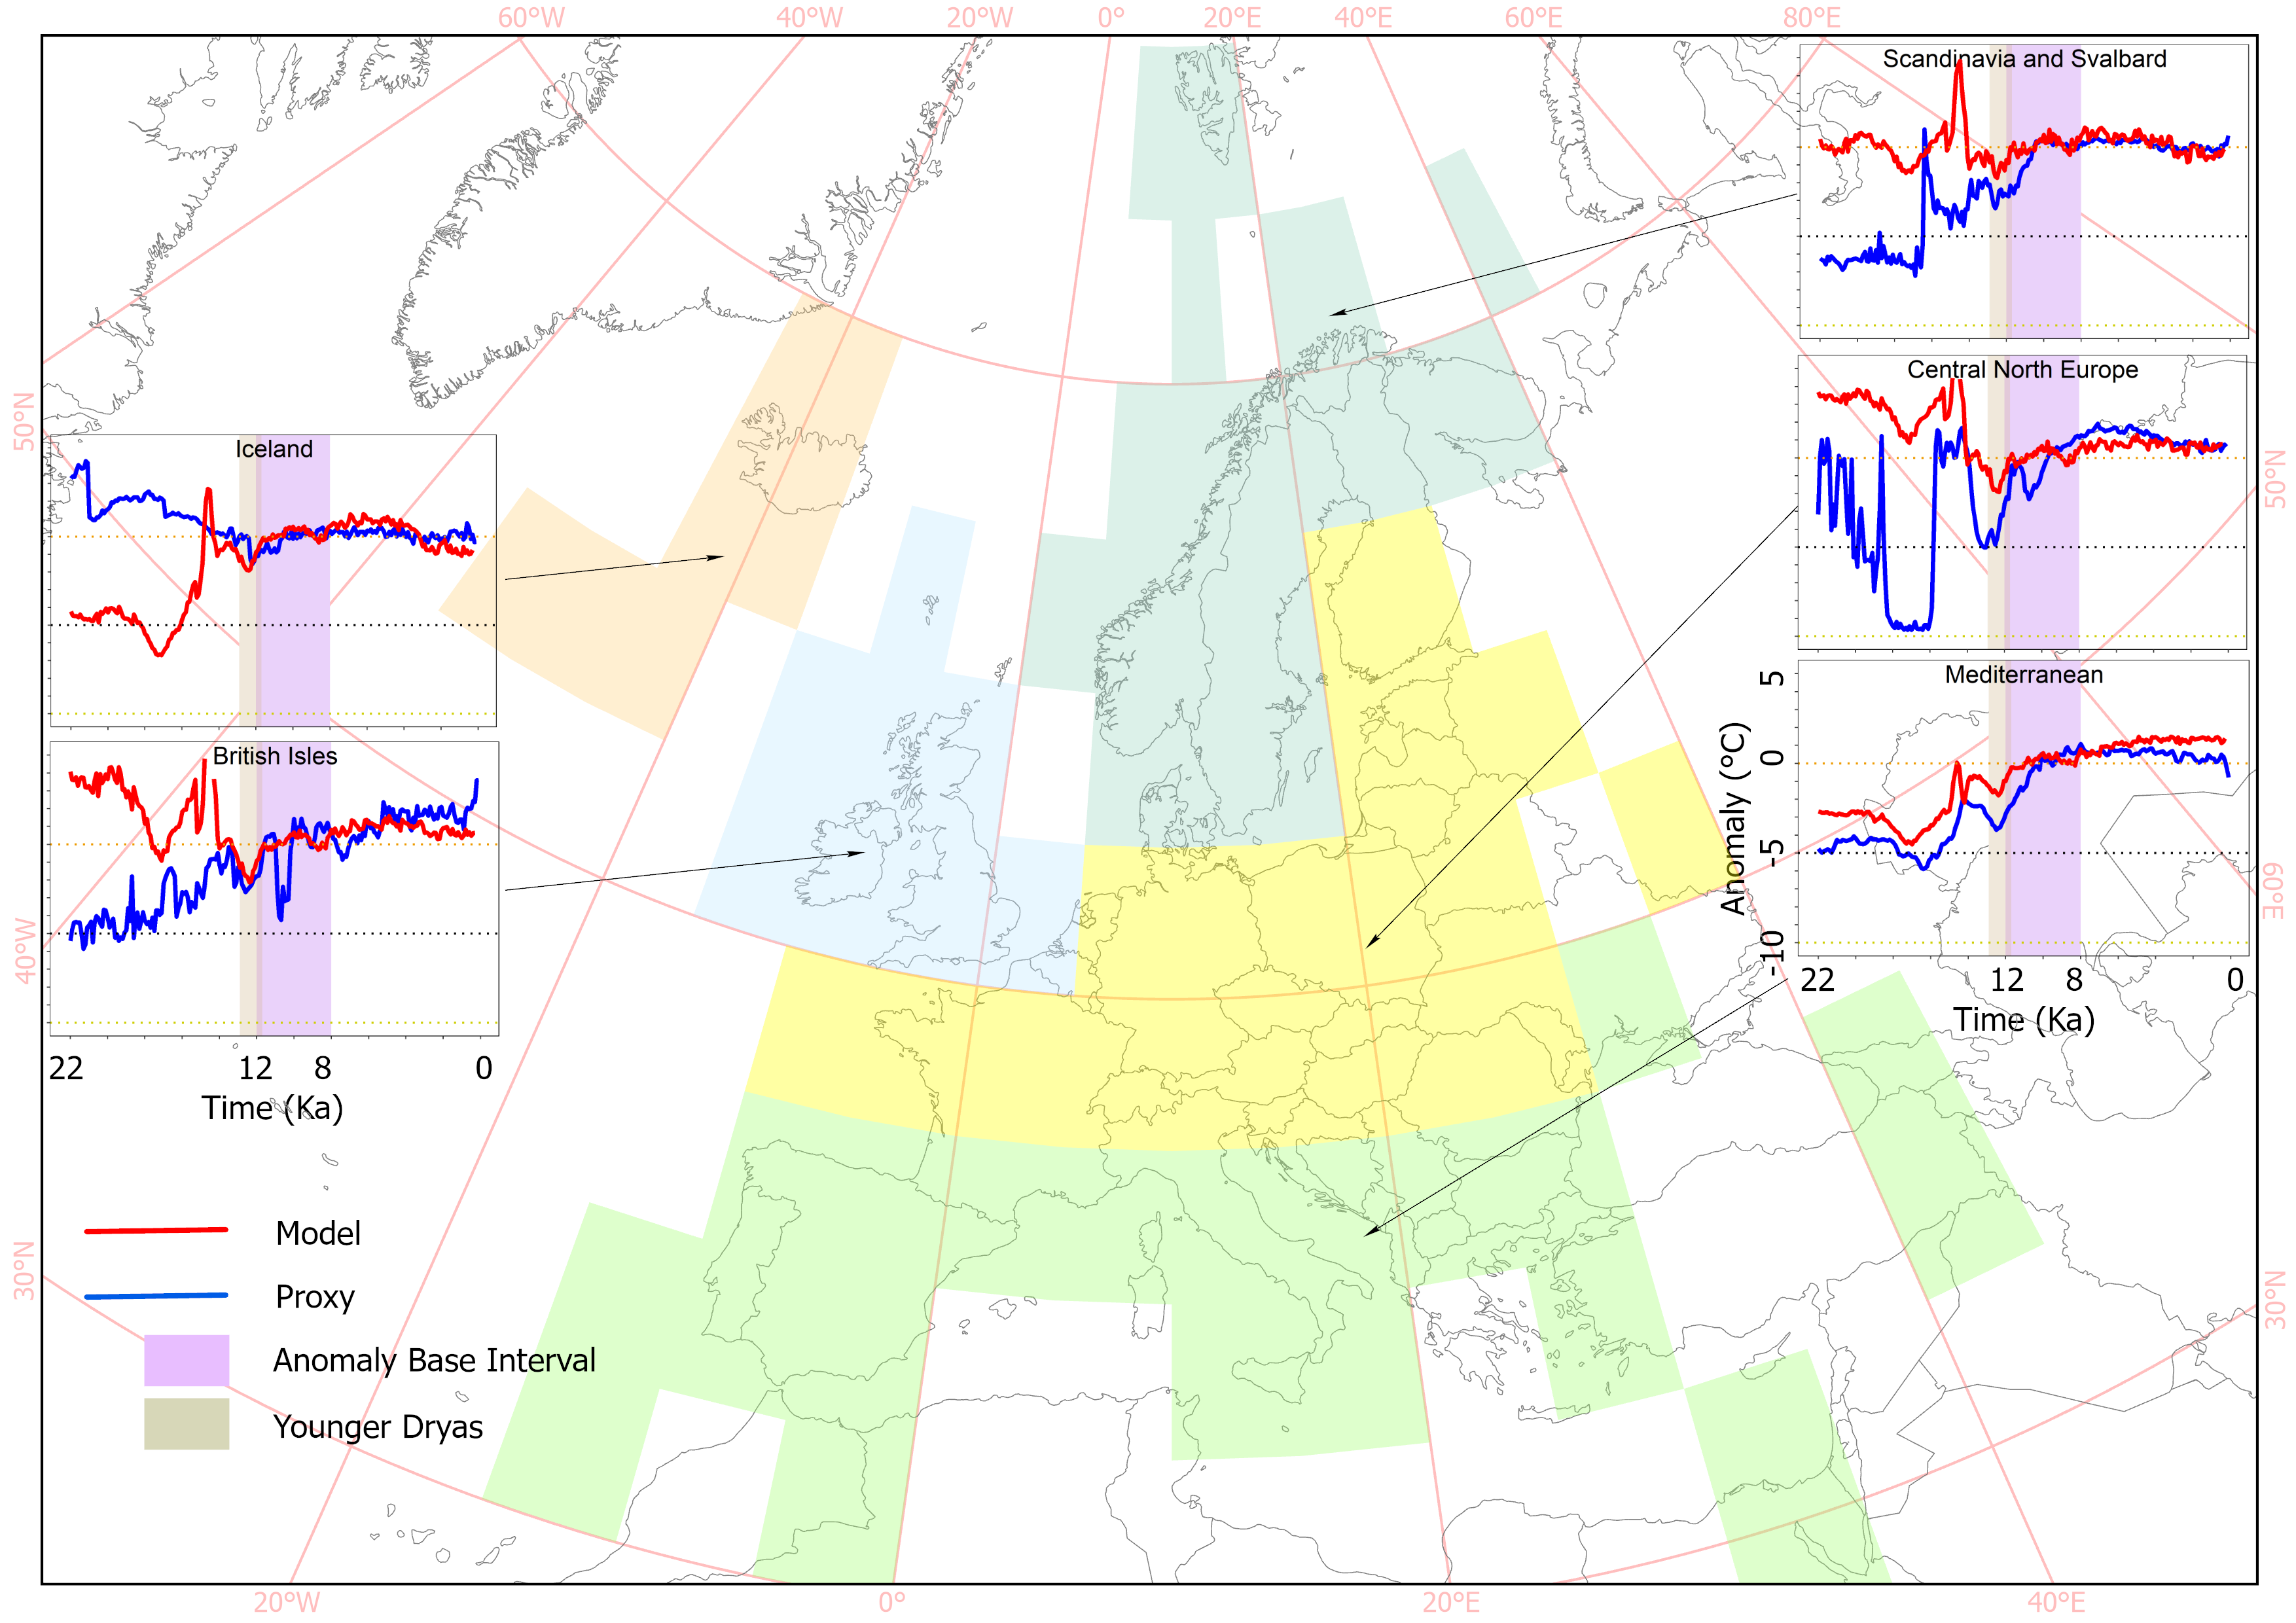 60°W 40°W 20°W 0° 20°E 40°E 60°E 80°E
Scandinavia and Svalbard
Central North Europe
50°N
50°N
Iceland
Mediterranean
Anomaly (°C)
5
0
-5
-10
British Isles
60°E
40°W
22 12 8 0
Time (Ka)
22 12 8 0
Time (Ka)
Model
30°N
30°N
Proxy
Anomaly Base Interval
Younger Dryas
20°W 0° 20°E 40°E